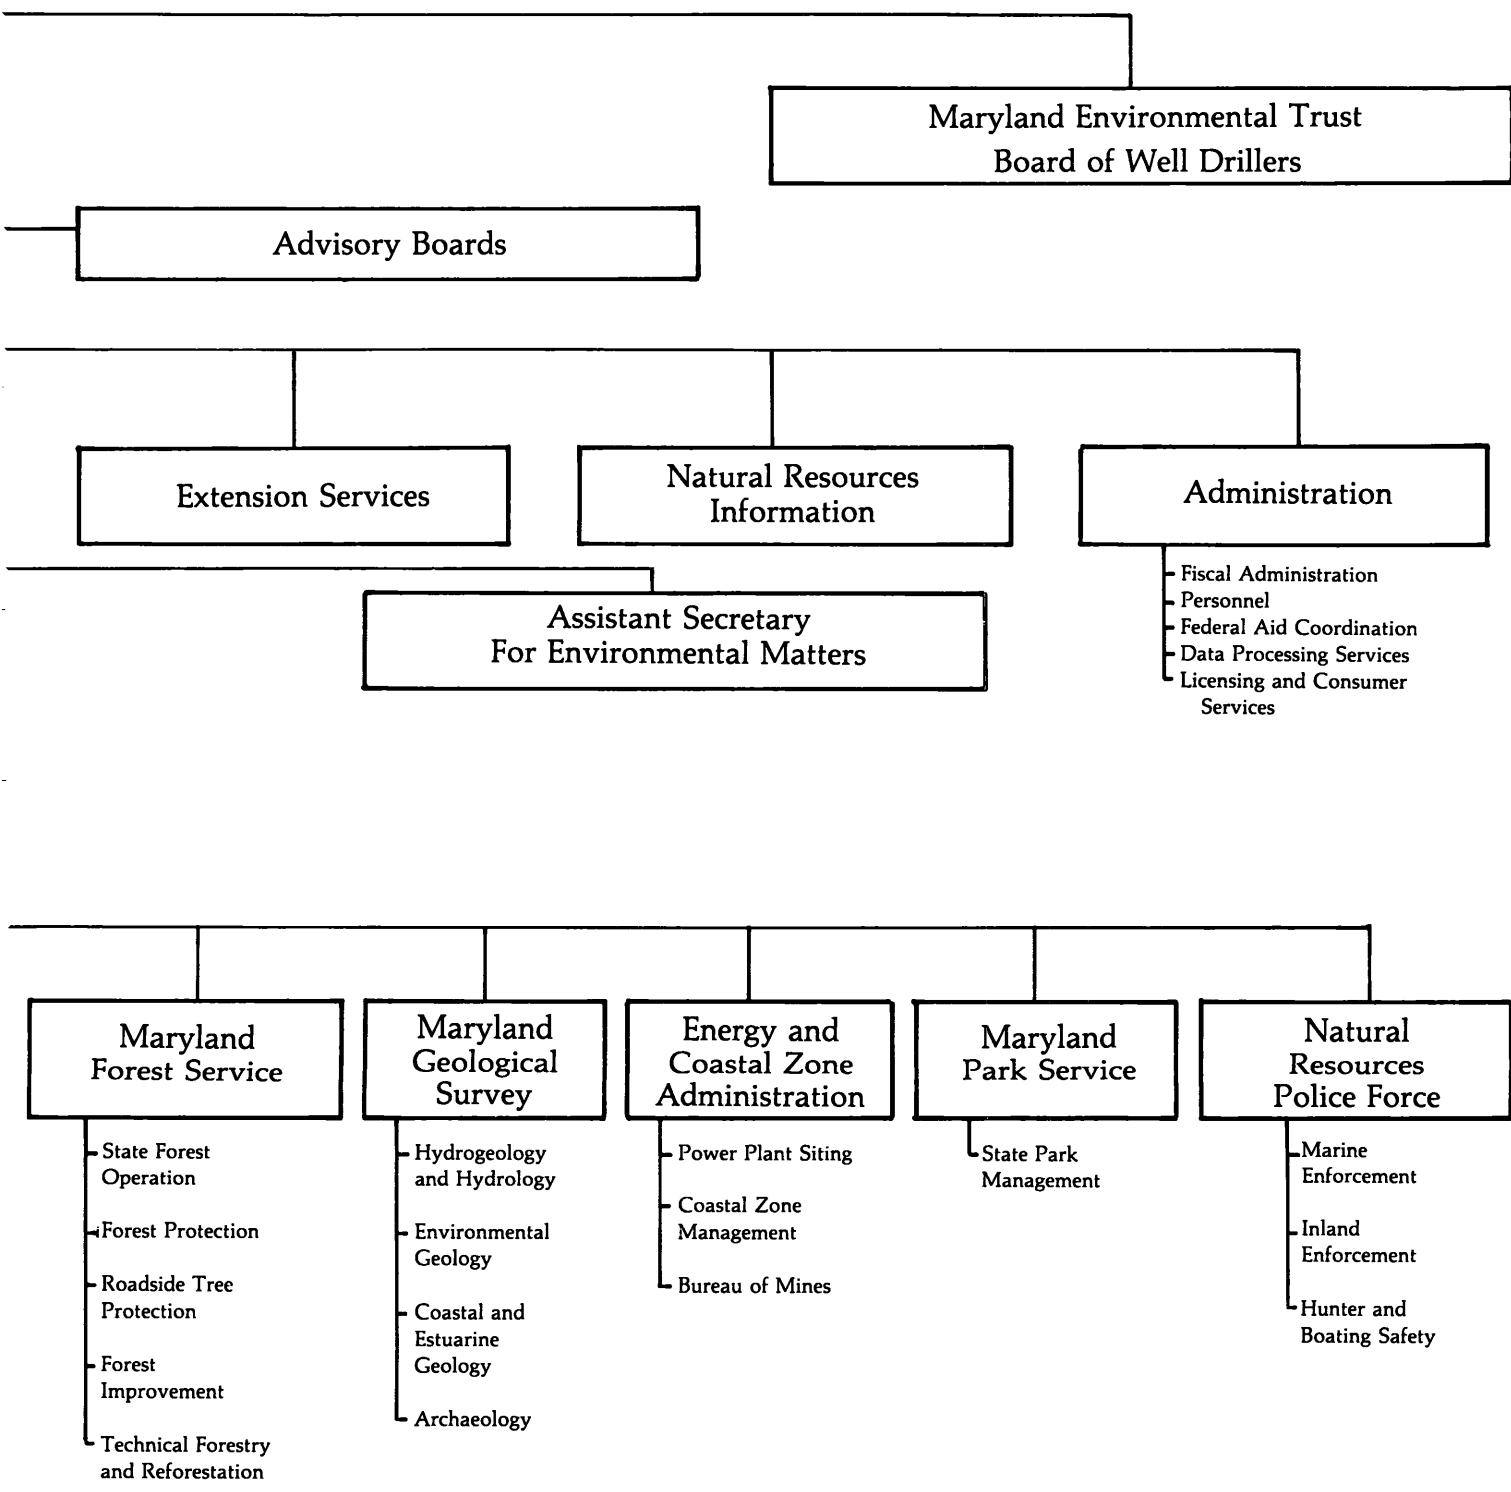 Maryland Environmental Trust
Board of Well Drillers
Advisory Boards
Extension Services
Natural Resources
Information
Administration
Fiscal Administration
Personnel
Federal Aid Coordination
Data Processing Services
Licensing and Consumer
Services
Assistant Secretary
For Environmental Matters
Maryland
Forest Service
State Forest
Operation
Forest Protection
Roadside Tree
Protection
Forest
Improvement
Technical Forestry
and Reforestation
Maryland
Geological
Survey
Hydrogeology
and Hydrology
Environmental
Geology
Coastal and
Estuarine
Geology
Archaeology
Energy and
Coastal Zone
Administration
Power Plant Siting
Coastal Zone
Management
Bureau of Mines
Maryland
Park Service
State Park
Management
Natural
Resources
Police Force
Marine
Enforcement
Inland
Enforcement
Hunter and
Boating Safety